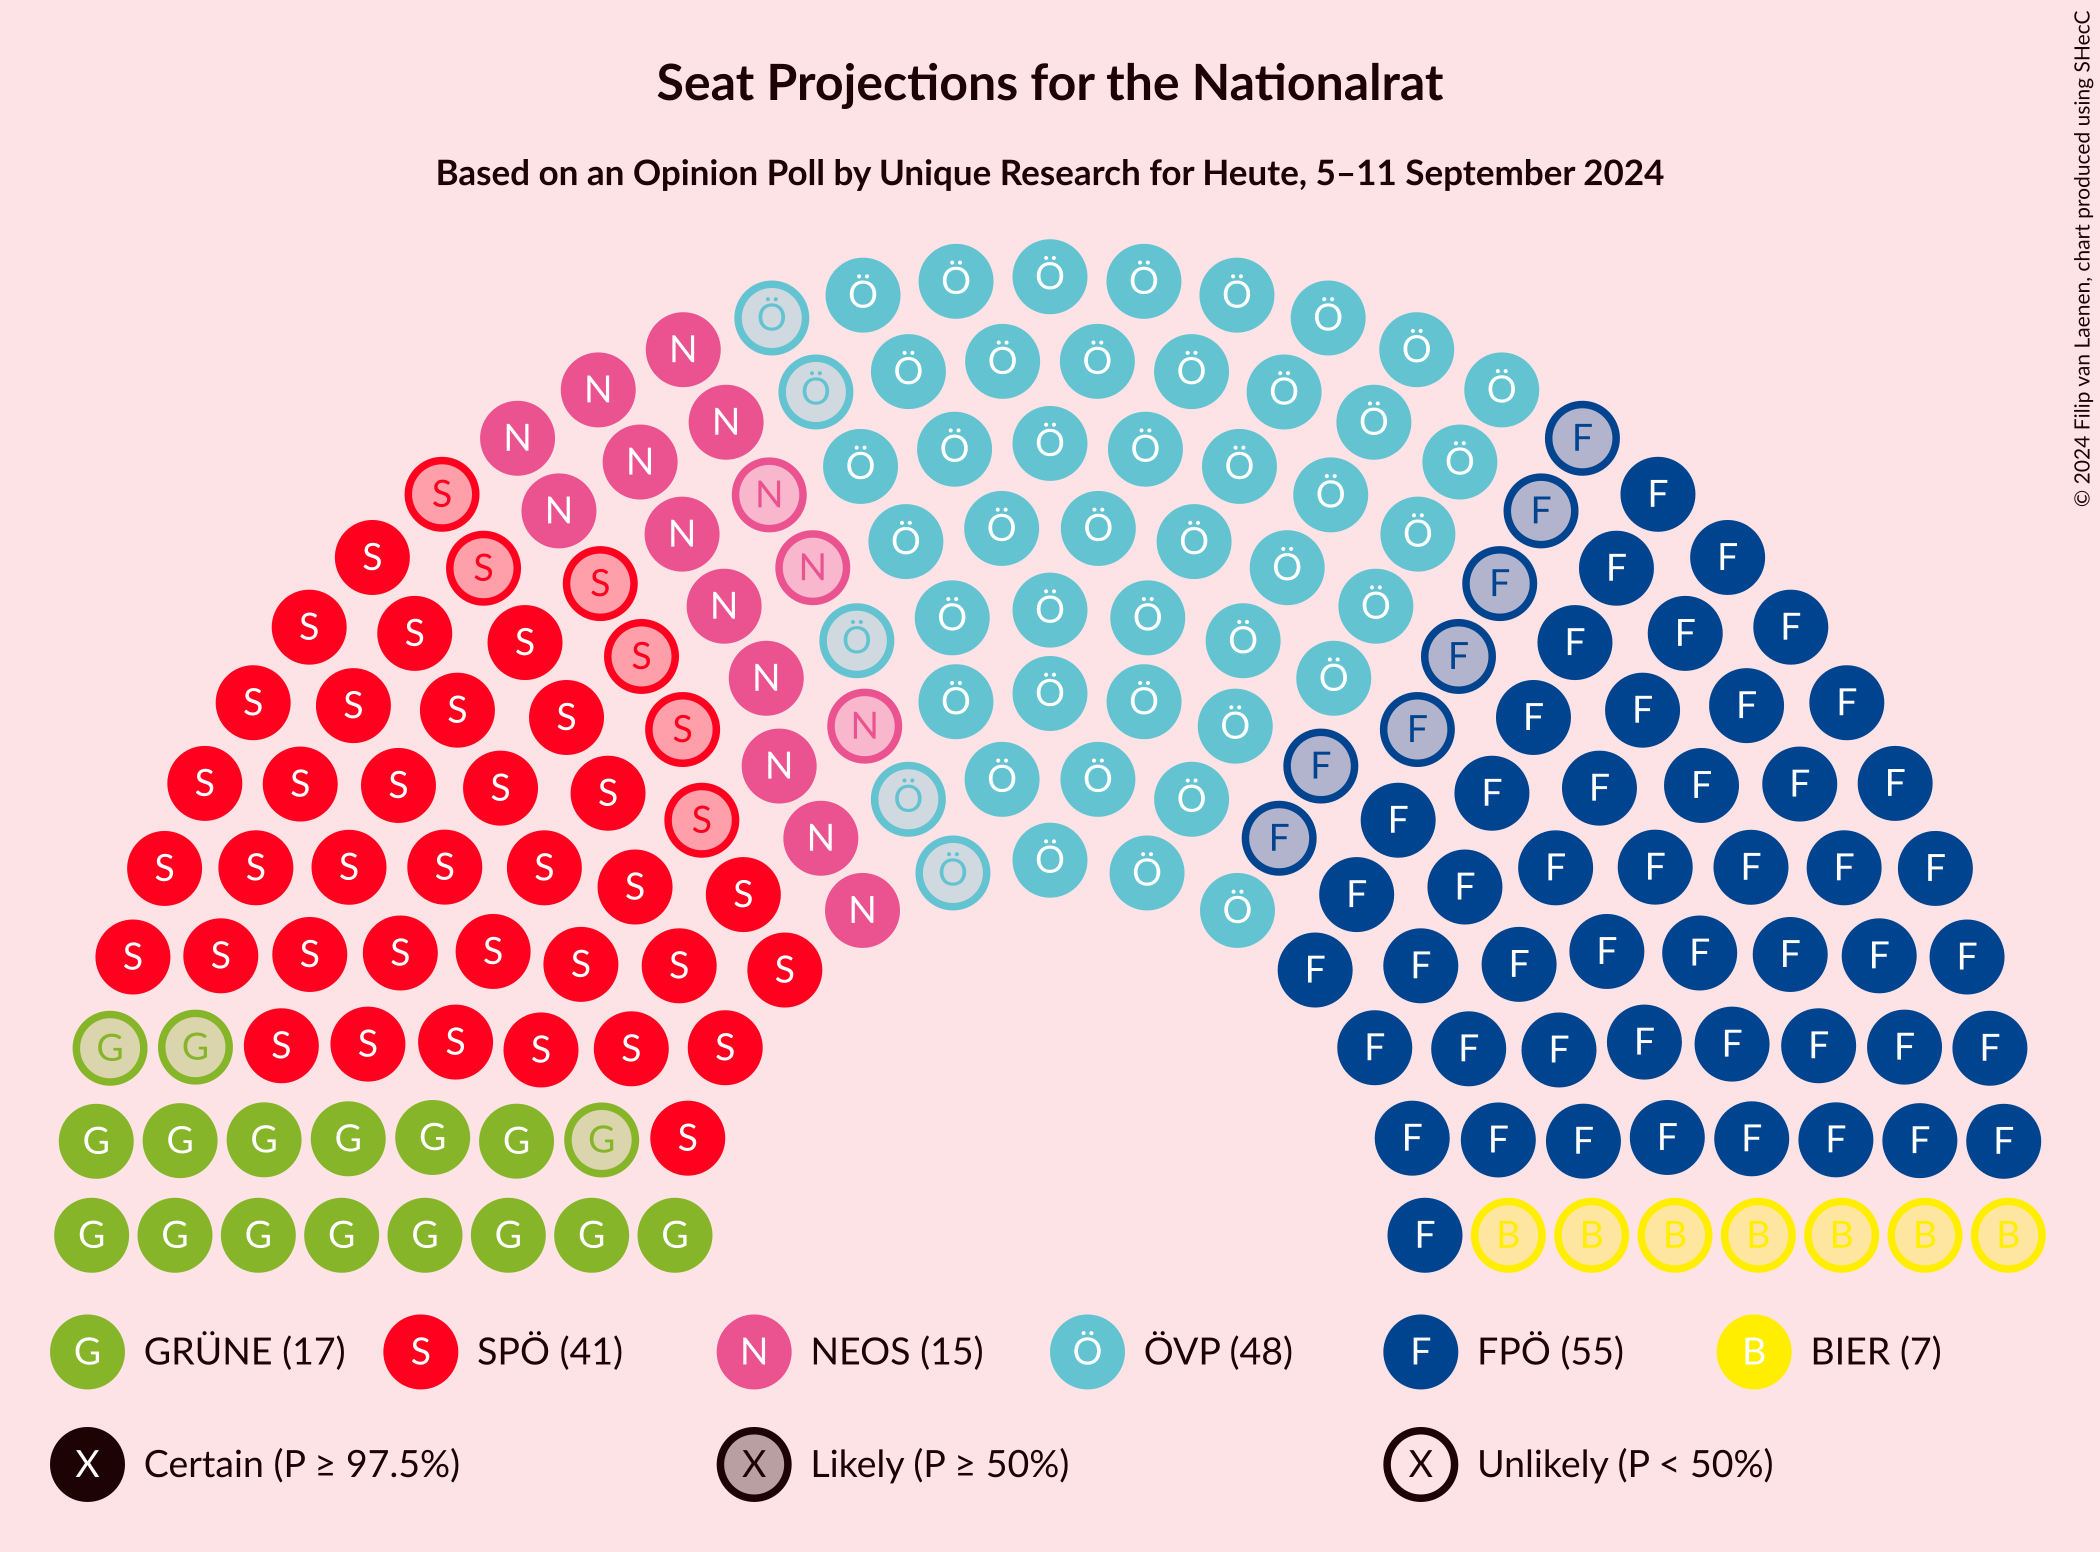 Seat Projections for the Nationalrat
Based on an Opinion Poll by Unique Research for Heute, 5–11 September 2024
© 2024 Filip van Laenen, chart produced using SHecC
Ö Ö Ö Ö Ö Ö Ö
N Ö Ö
N Ö Ö Ö Ö Ö Ö
N N Ö Ö F
S N Ö Ö Ö Ö Ö F
N N Ö Ö F
S S N Ö Ö Ö Ö Ö Ö F F
S S N Ö F F
S S N Ö Ö Ö Ö Ö F F
S S N Ö F F
S S S N Ö Ö Ö Ö F F F
S S S N F F F
S S S S S Ö Ö Ö Ö F F F F F
S N F F
S S S S S Ö Ö Ö F F F F F
S S N Ö F F
S S S S S S S S F F F F F F F F
G G S S S S S S F F F F F F F F
G G G G G G G S F F F F F F F F
G G G G G G G G F B B B B B B B
G GRÜNE (17) S SPÖ (41) N NEOS (15) Ö ÖVP (48) F FPÖ (55) B BIER (7)
X Certain (P ≥ 97.5%) X Likely (P ≥ 50%) X Unlikely (P < 50%)